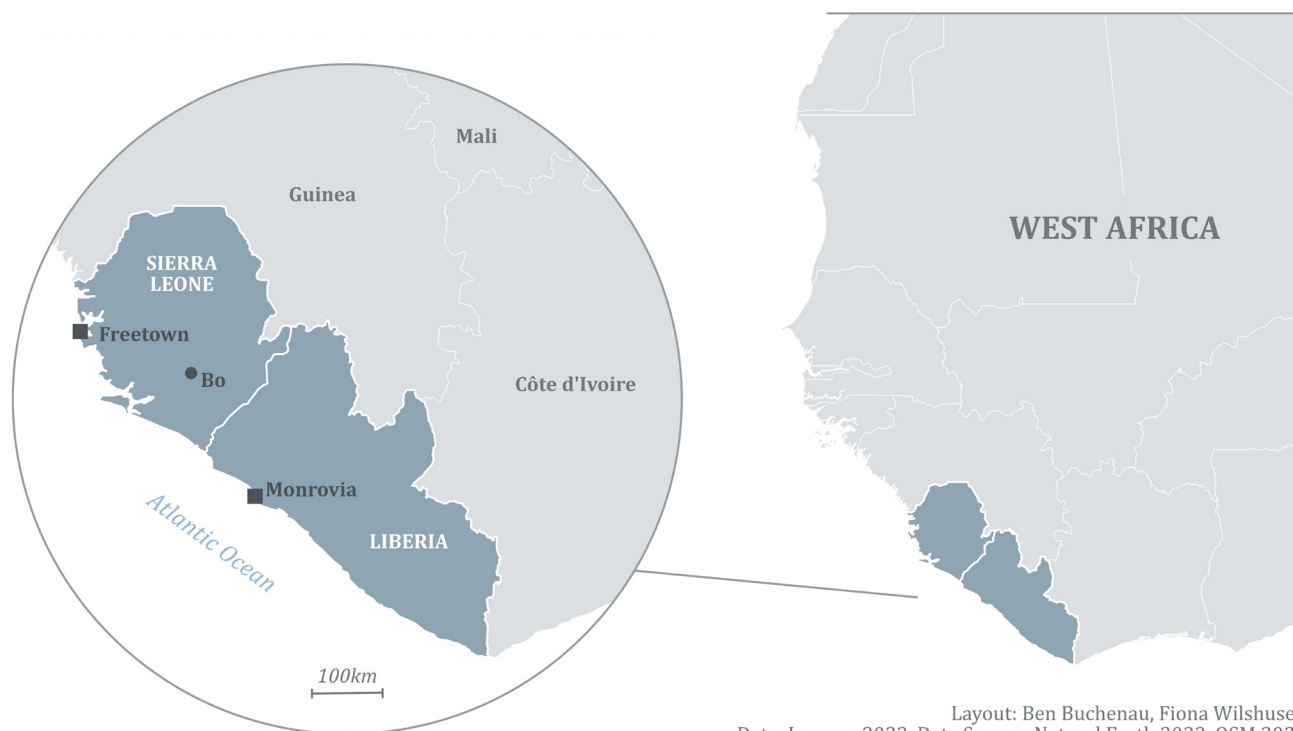 Mali
Guinea
SIERRA
LEONE
Freetown
Bo
Côte d'Ivoire
Monrovia
LIBERIA
Atlantic Ocean
100km
WEST AFRICA
Layout: Ben Buchenau, Fiona Wilshuse
2022